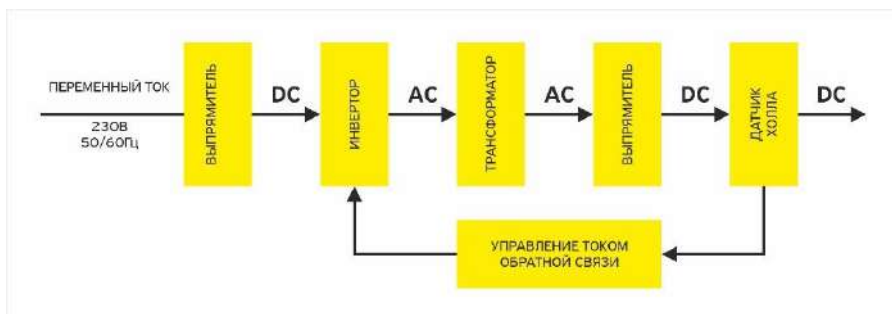 ПЕРЕМЕННЫЙ ТОК
230В
50/60Гц
ВЫПРЯМИТЕЛЬ
DC
ИНВЕРТОР
AC
ТРАНСФОРМАТОР
AC
ВЫПРЯМИТЕЛЬ
DC
ДАТЧИК
ХОЛЛА
DC
УПРАВЛЕНИЕ ТОКОМ
ОБРАТНОЙ СВЯЗИ